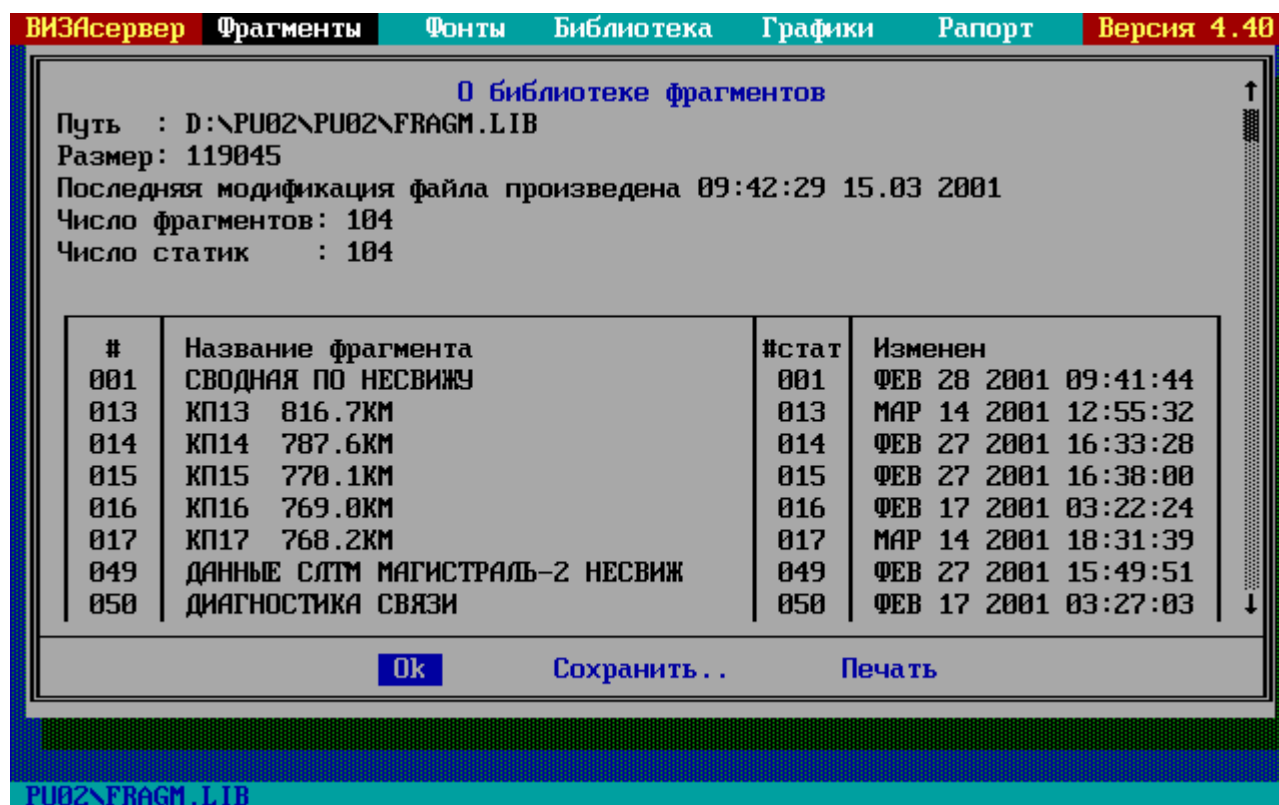 ВИЗАсервер Фрагменты Фонты Библиотека Графики Рапорт Версия 4.40
О библиотеке фрагментов
Путь : D:\PU02\PU02\FRAGM.LIB
Размер: 119045
Последняя модификация файла произведена 09:42:29 15.03 2001
Число фрагментов: 104
Число статик : 104
# Название фрагмента #стат Изменен
001 СВОДНАЯ ПО НЕСВИЖУ 001 ФЕВ 28 2001 09:41:44
013 КП13 816.7КМ 013 МАР 14 2001 12:55:32
014 КП14 787.6КМ 014 ФЕВ 27 2001 16:33:28
015 КП15 770.1КМ 015 ФЕВ 27 2001 16:38:00
016 КП16 769.0КМ 016 ФЕВ 17 2001 03:22:24
017 КП17 768.2КМ 017 МАР 14 2001 18:31:39
049 ДАННЫЕ СЛТМ МАГИСТРАЛЬ-2 НЕСВИЖ 049 ФЕВ 27 2001 15:49:51
050 ДИАГНОСТИКА СВЯЗИ 050 ФЕВ 17 2001 03:27:03
Ok Сохранить.. Печать
PU02\FRAGM.LIB